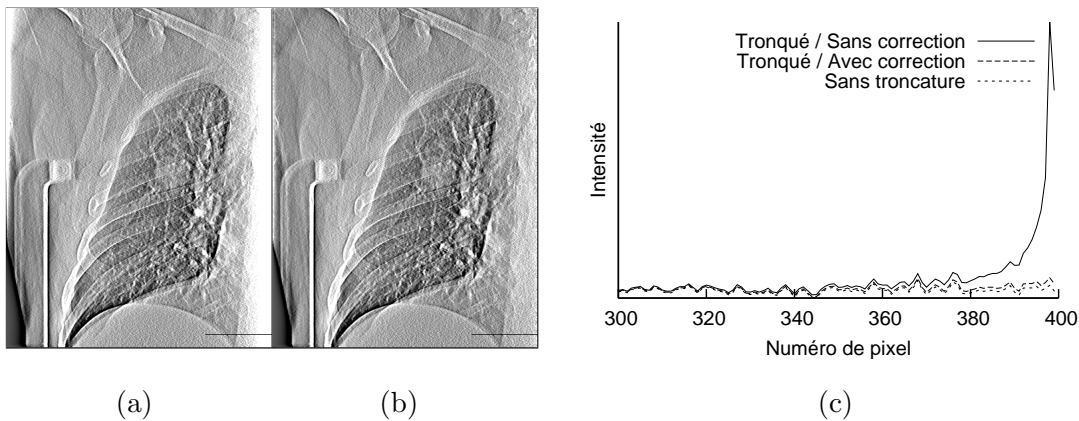 Tronqué / Sans correction
Tronqué / Avec correction
Sans troncature
Intensité
300 320 340 360 380 400
Numéro de pixel
(a) (b) (c)